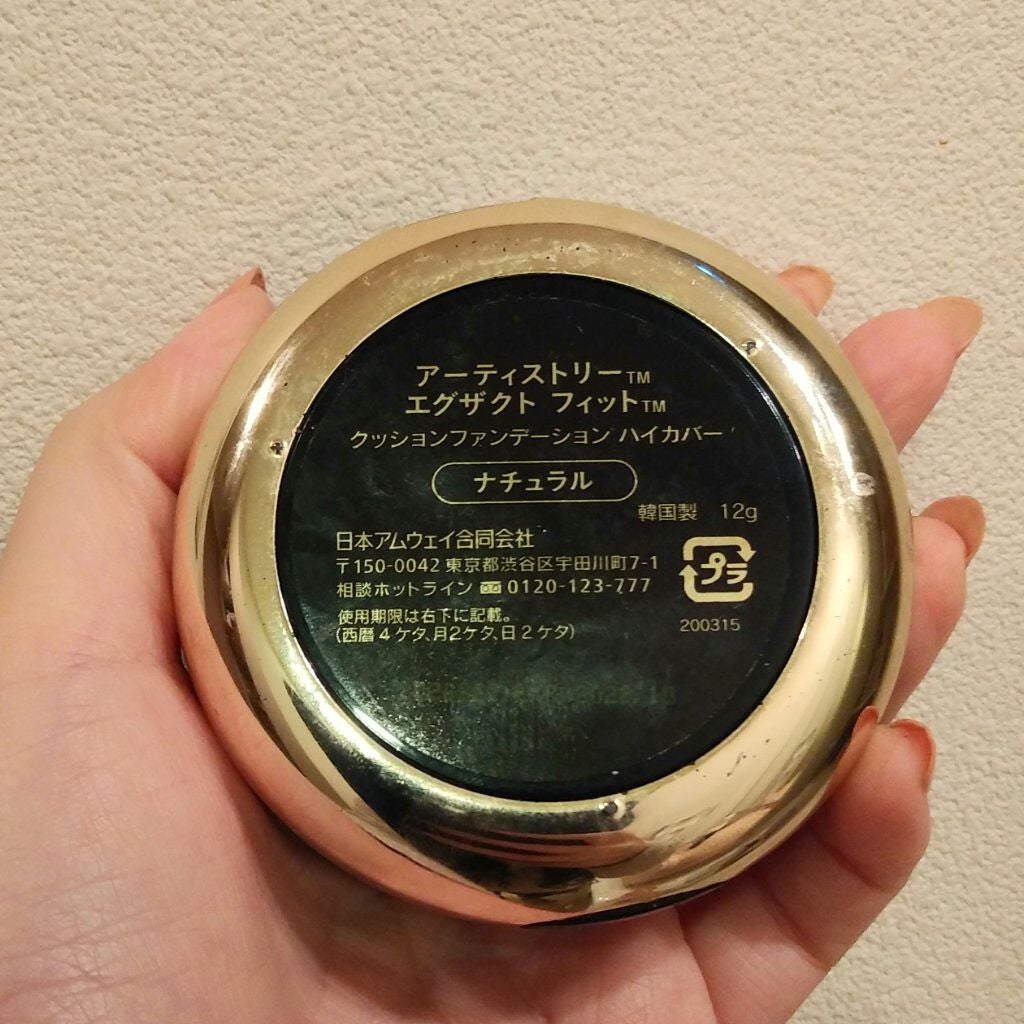 アーティストリー™
エグザクト フィット™
クッションファンデーション ハイカバー
ナチュラル
韓国製 12g
日本アムウェイ合同会社
〒150-0042 東京都渋谷区宇田川町7-1
相談ホットライン 0120-123-777
プラ
使用期限は右下に記載。
(西暦4ケタ、月2ケタ、日2ケタ)
200315